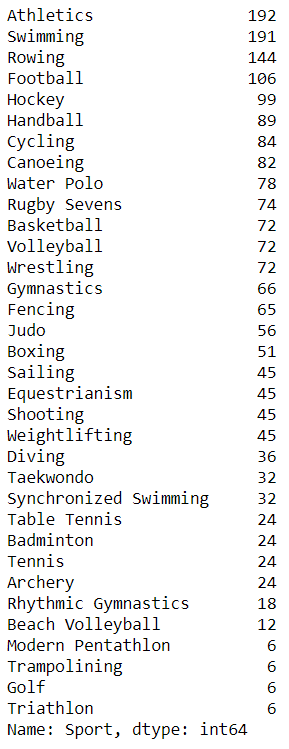 Athletics 192
Swimming 191
Rowing 144
Football 106
Hockey 99
Handball 89
Cycling 84
Canoeing 82
Water Polo 78
Rugby Sevens 74
Basketball 72
Volleyball 72
Wrestling 72
Gymnastics 66
Fencing 65
Judo 56
Boxing 51
Sailing 45
Equestrianism 45
Shooting 45
Weightlifting 45
Diving 36
Taekwondo 32
Synchronized Swimming 32
Table Tennis 24
Badminton 24
Tennis 24
Archery 24
Rhythmic Gymnastics 18
Beach Volleyball 12
Modern Pentathlon 6
Trampolining 6
Golf 6
Triathlon 6
Name: Sport, dtype: int64